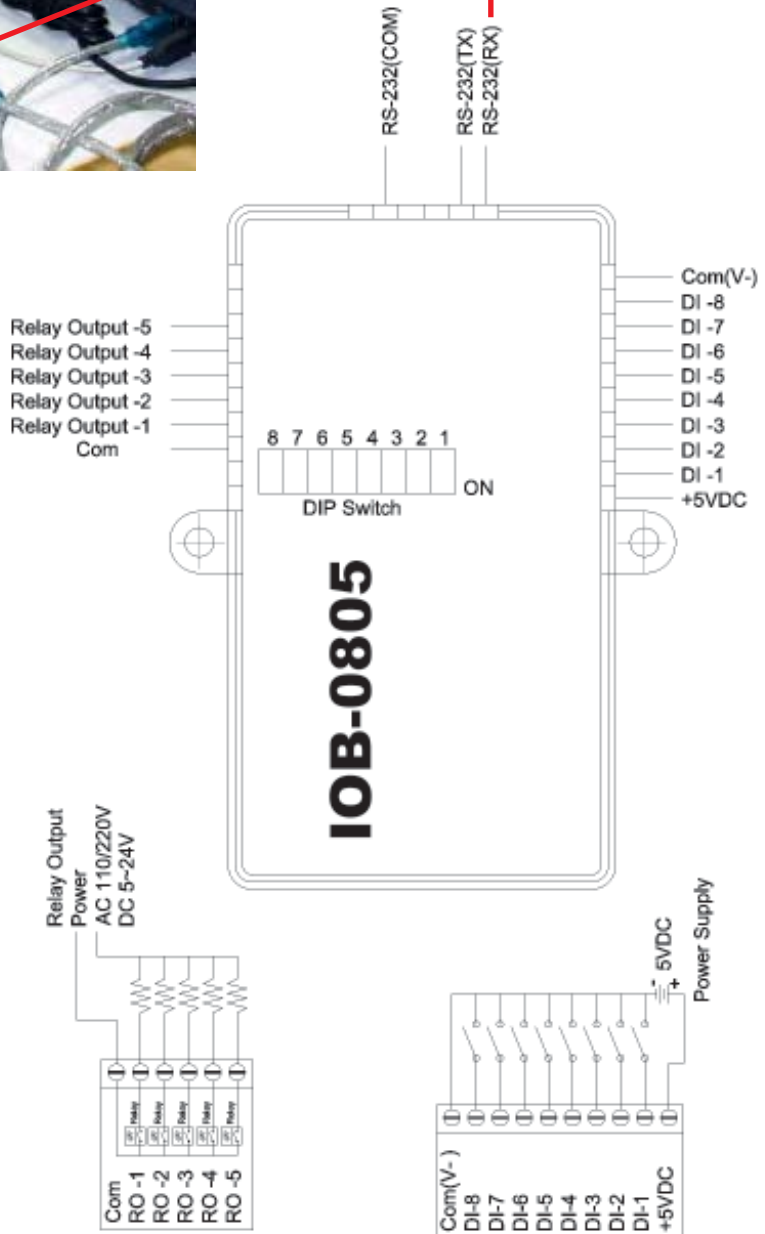 RS-232(COM)
RS-232(TX)
RS-232(RX)
Com(V-)
DI -8
DI -7
DI -6
DI -5
DI -4
DI -3
DI -2
DI -1
+5VDC
Relay Output -5
Relay Output -4
Relay Output -3
Relay Output -2
Relay Output -1
Com
8 7 6 5 4 3 2 1
ON
DIP Switch
IOB-0805
Relay Output
Power
AC 110/220V
DC 5~24V
Relay
Relay
Relay
Relay
Relay
Com
RO -1
RO -2
RO -3
RO -4
RO -5
- 5VDC
+
Power Supply
Com(V- )
DI-8
DI-7
DI-6
DI-5
DI-4
DI-3
DI-2
DI-1
+5VDC